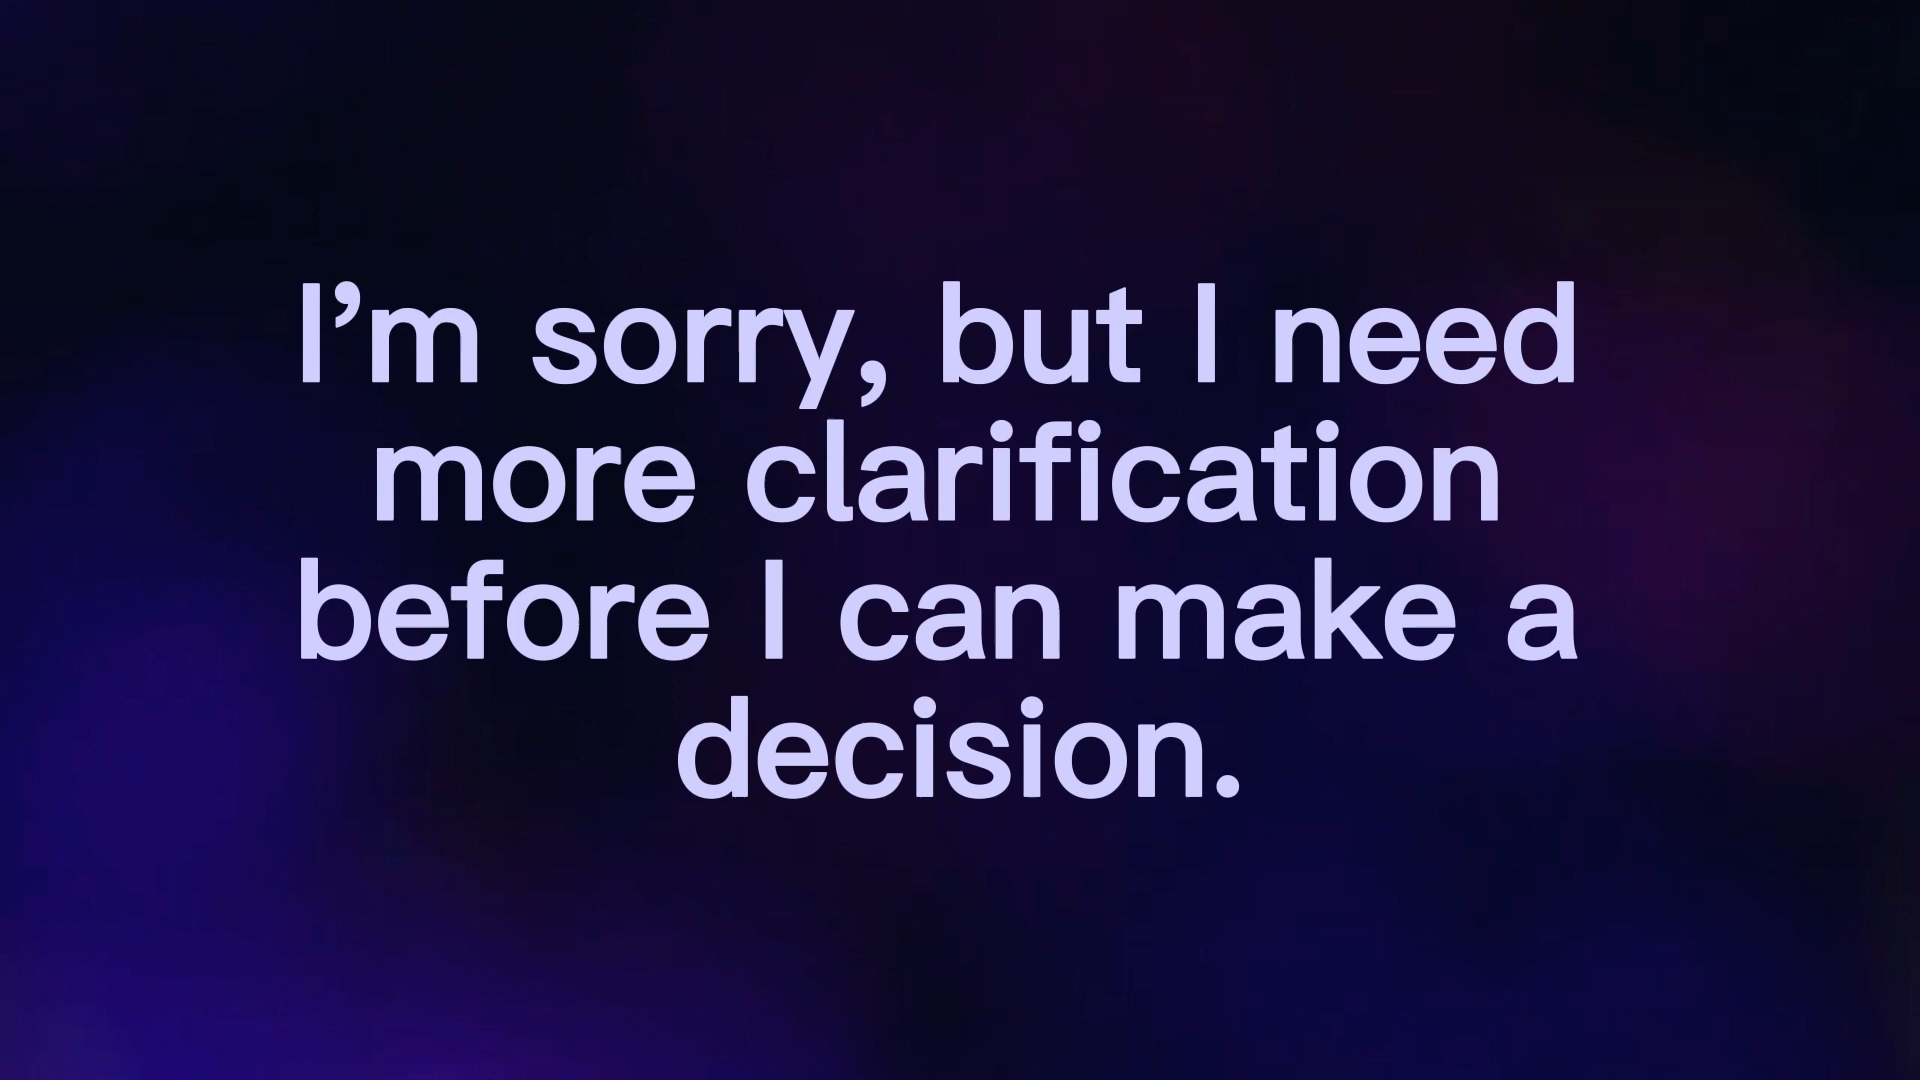 I’m sorry, but I need
more clarification
before I can make a
decision.